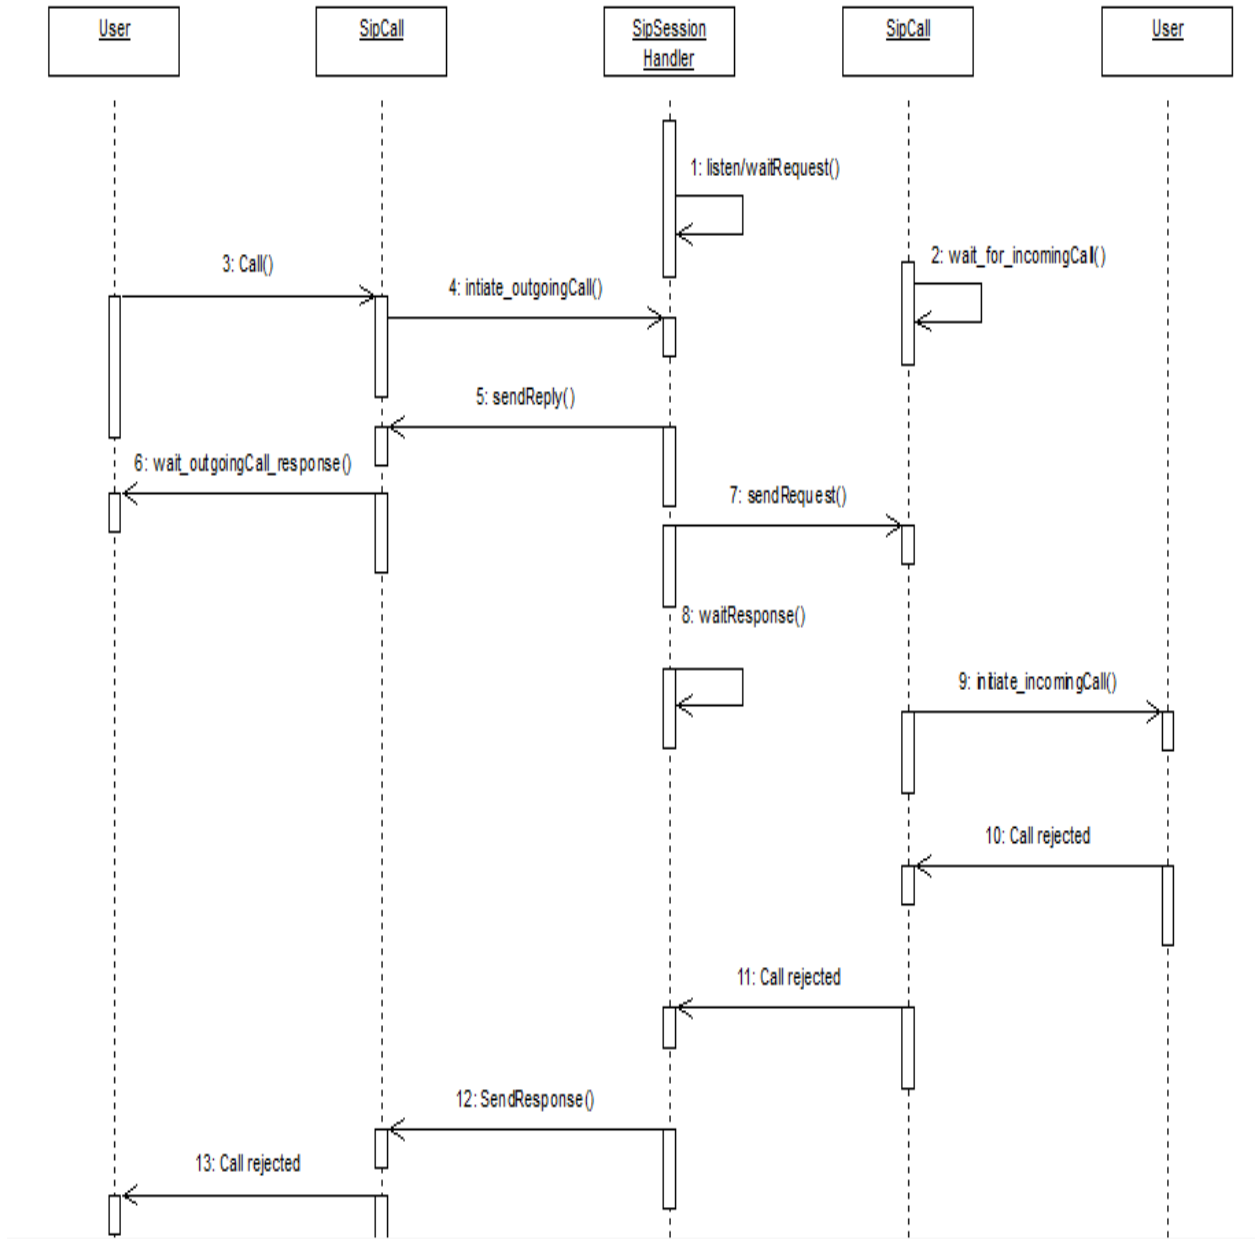 User
SipCall
SipSession
Handler
SipCall
User
1: listen/waitRequest()
2: wait_for_incomingCall()
3: Call()
4: intiate_outgoingCall()
5: sendReply()
6: wait_outgoingCall_response()
7: sendRequest()
8: waitResponse()
9: initiate_incomingCall()
10: Call rejected
11: Call rejected
12: SendResponse()
13: Call rejected